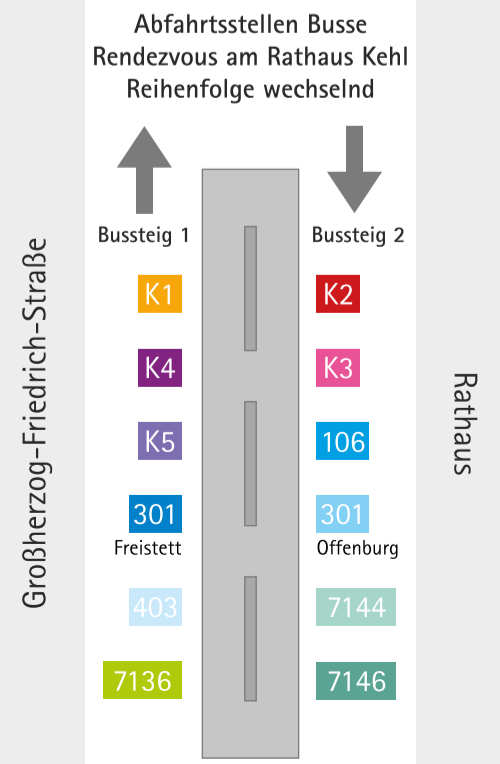 Abfahrtsstellen Busse
Rendezvous am Rathaus Kehl
Reihenfolge wechselnd
Bussteig 1
Bussteig 2
K1
K2
K4
K3
K5
106
301
Freistett
301
Offenburg
403
7144
7136
7146
Großherzog-Friedrich-Straße
Rathaus